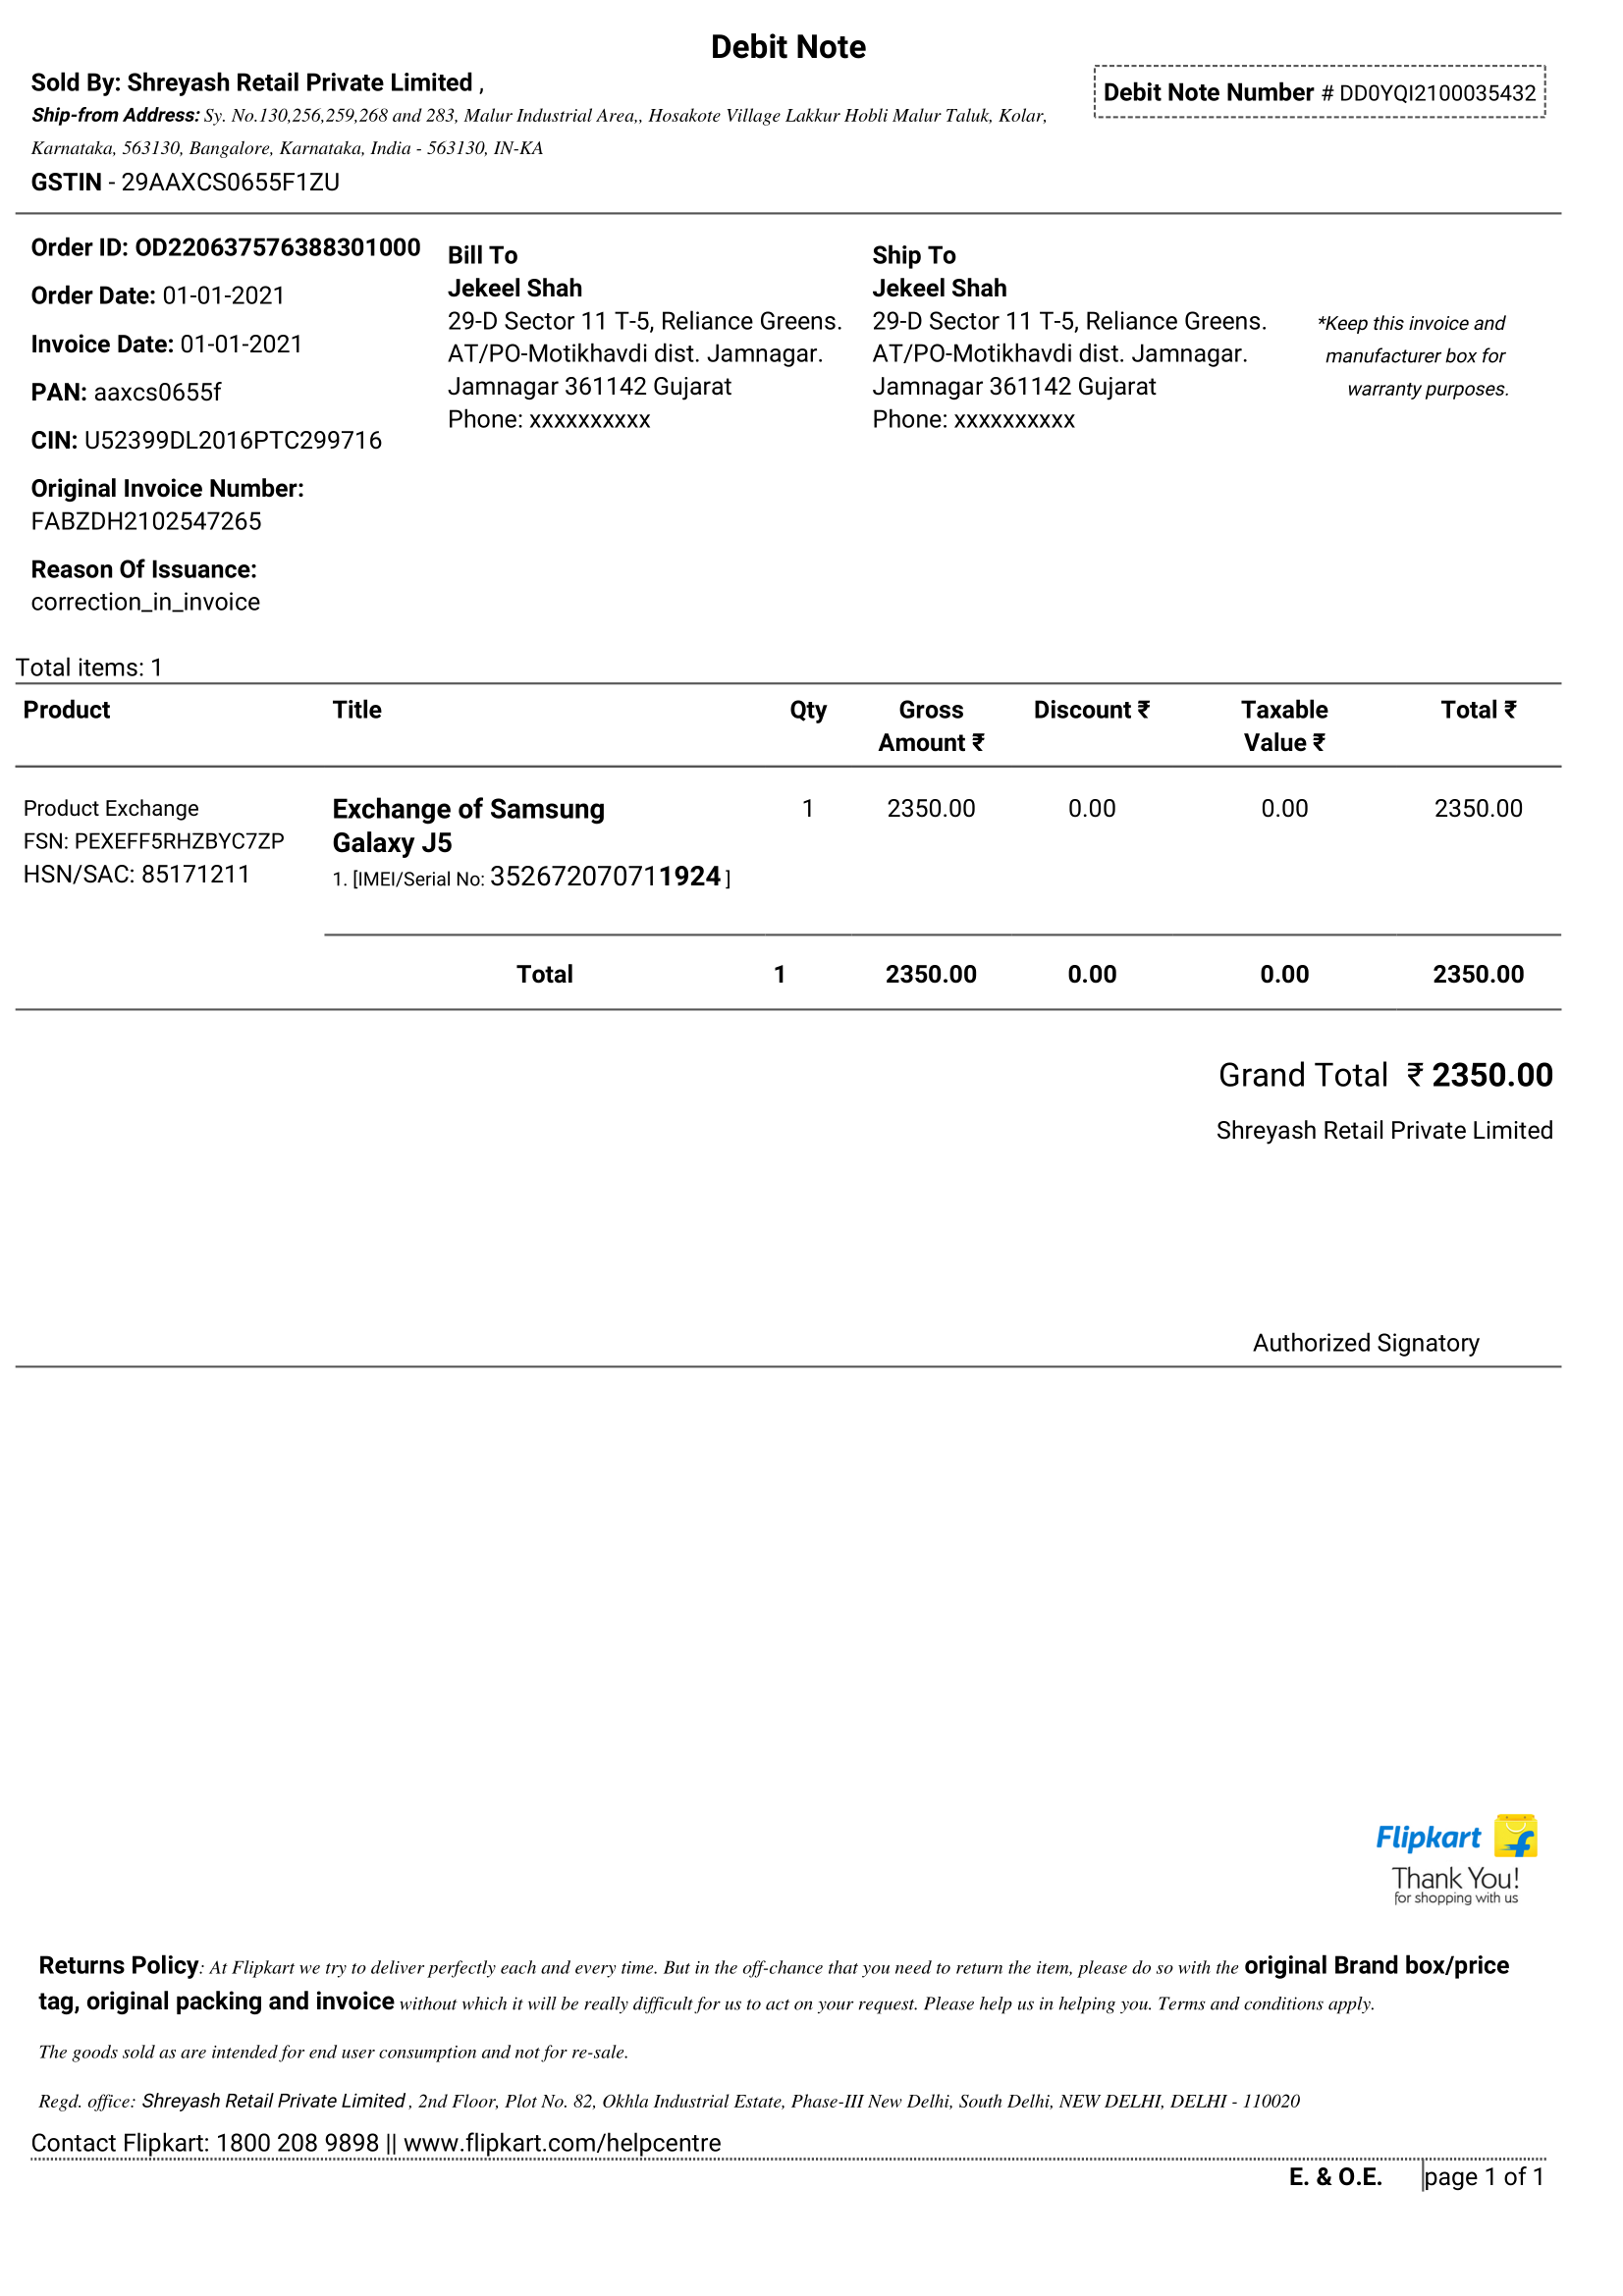 Debit Note
Sold By: Shreyash Retail Private Limited ,
Debit Note Number # DD0YQI2100035432
Ship-from Address: Sy. No.130,256,259,268 and 283, Malur Industrial Area,, Hosakote Village Lakkur Hobli Malur Taluk, Kolar,
Karnataka, 563130, Bangalore, Karnataka, India - 563130, IN-KA
GSTIN - 29AAXCS0655F1ZU
Order ID: OD220637576388301000
Order Date: 01-01-2021
Invoice Date: 01-01-2021
PAN: aaxcs0655f
CIN: U52399DL2016PTC299716
Original Invoice Number:
FABZDH2102547265
Reason Of Issuance:
correction_in_invoice
Bill To
Jekeel Shah
29-D Sector 11 T-5, Reliance Greens.
AT/PO-Motikhavdi dist. Jamnagar.
Jamnagar 361142 Gujarat
Phone: xxxxxxxxxx
Ship To
Jekeel Shah
29-D Sector 11 T-5, Reliance Greens.
AT/PO-Motikhavdi dist. Jamnagar.
Jamnagar 361142 Gujarat
Phone: xxxxxxxxxx
*Keep this invoice and
manufacturer box for
warranty purposes.
Total items: 1
Product Title Qty Gross Amount ₹ Discount ₹ Taxable Value ₹ Total ₹
Product Exchange
FSN: PEXEFF5RHZBYC7ZP
HSN/SAC: 85171211
Exchange of Samsung
Galaxy J5
1. [IMEI/Serial No: 352672070711924 ]
1 2350.00 0.00 0.00 2350.00
Total 1 2350.00 0.00 0.00 2350.00
Grand Total ₹ 2350.00
Shreyash Retail Private Limited
Authorized Signatory
Flipkart
Thank You!
for shopping with us
Returns Policy: At Flipkart we try to deliver perfectly each and every time. But in the off-chance that you need to return the item, please do so with the original Brand box/price
tag, original packing and invoice without which it will be really difficult for us to act on your request. Please help us in helping you. Terms and conditions apply.
The goods sold as are intended for end user consumption and not for re-sale.
Regd. office: Shreyash Retail Private Limited , 2nd Floor, Plot No. 82, Okhla Industrial Estate, Phase-III New Delhi, South Delhi, NEW DELHI, DELHI - 110020
Contact Flipkart: 1800 208 9898 || www.flipkart.com/helpcentre
E. & O.E. page 1 of 1